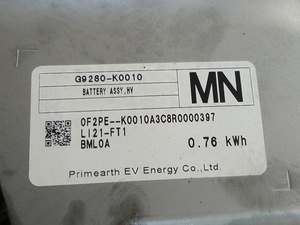 G9280-K0010
BATTERY ASSY,HV
MN
0F2PE--K0010A3C8R0000397
LI21-FT1
BML0A
0.76 kWh
Primearth EV Energy Co.,Ltd.